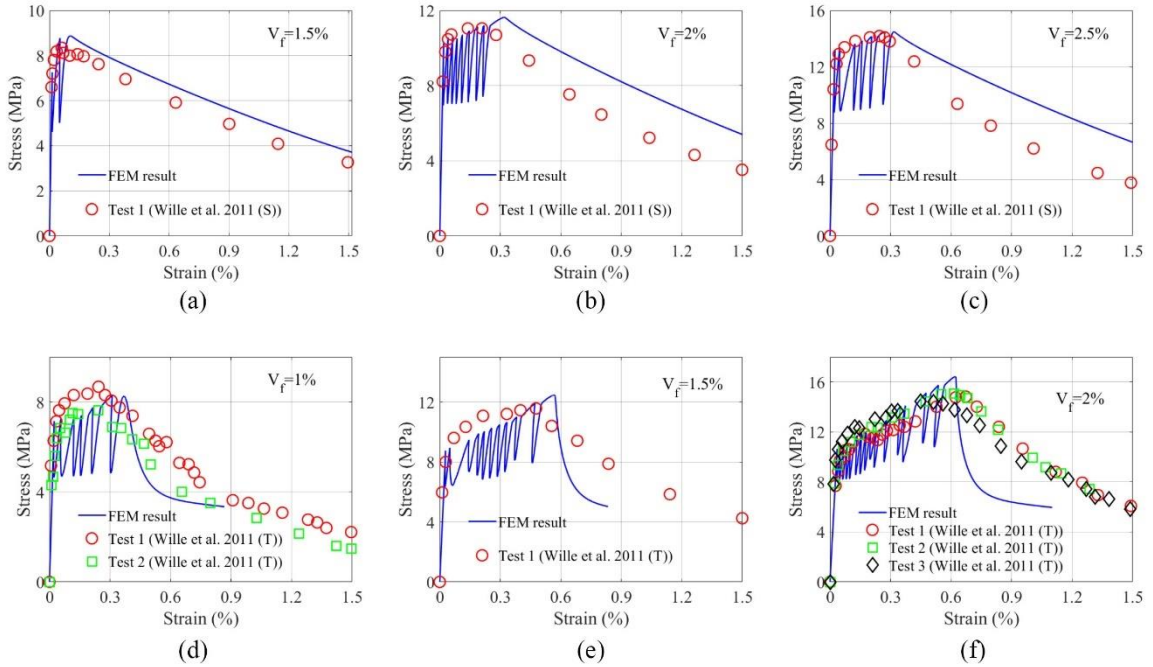 10
8
6
4
2
0
Stress (MPa)
V_f=1.5%
FEM result
Test 1 (Wille et al. 2011 (S))
0 0.3 0.6 0.9 1.2 1.5
Strain (%)
(a)
12
8
4
0
Stress (MPa)
V_f=2%
FEM result
Test 1 (Wille et al. 2011 (S))
0 0.3 0.6 0.9 1.2 1.5
Strain (%)
(b)
16
12
8
4
0
Stress (MPa)
V_f=2.5%
FEM result
Test 1 (Wille et al. 2011 (S))
0 0.3 0.6 0.9 1.2 1.5
Strain (%)
(c)
8
4
0
Stress (MPa)
V_f=1%
FEM result
Test 1 (Wille et al. 2011 (T))
Test 2 (Wille et al. 2011 (T))
0 0.3 0.6 0.9 1.2 1.5
Strain (%)
(d)
12
8
4
0
Stress (MPa)
V_f=1.5%
FEM result
Test 1 (Wille et al. 2011 (T))
0 0.3 0.6 0.9 1.2 1.5
Strain (%)
(e)
16
12
8
4
0
Stress (MPa)
V_f=2%
FEM result
Test 1 (Wille et al. 2011 (T))
Test 2 (Wille et al. 2011 (T))
Test 3 (Wille et al. 2011 (T))
0 0.3 0.6 0.9 1.2 1.5
Strain (%)
(f)